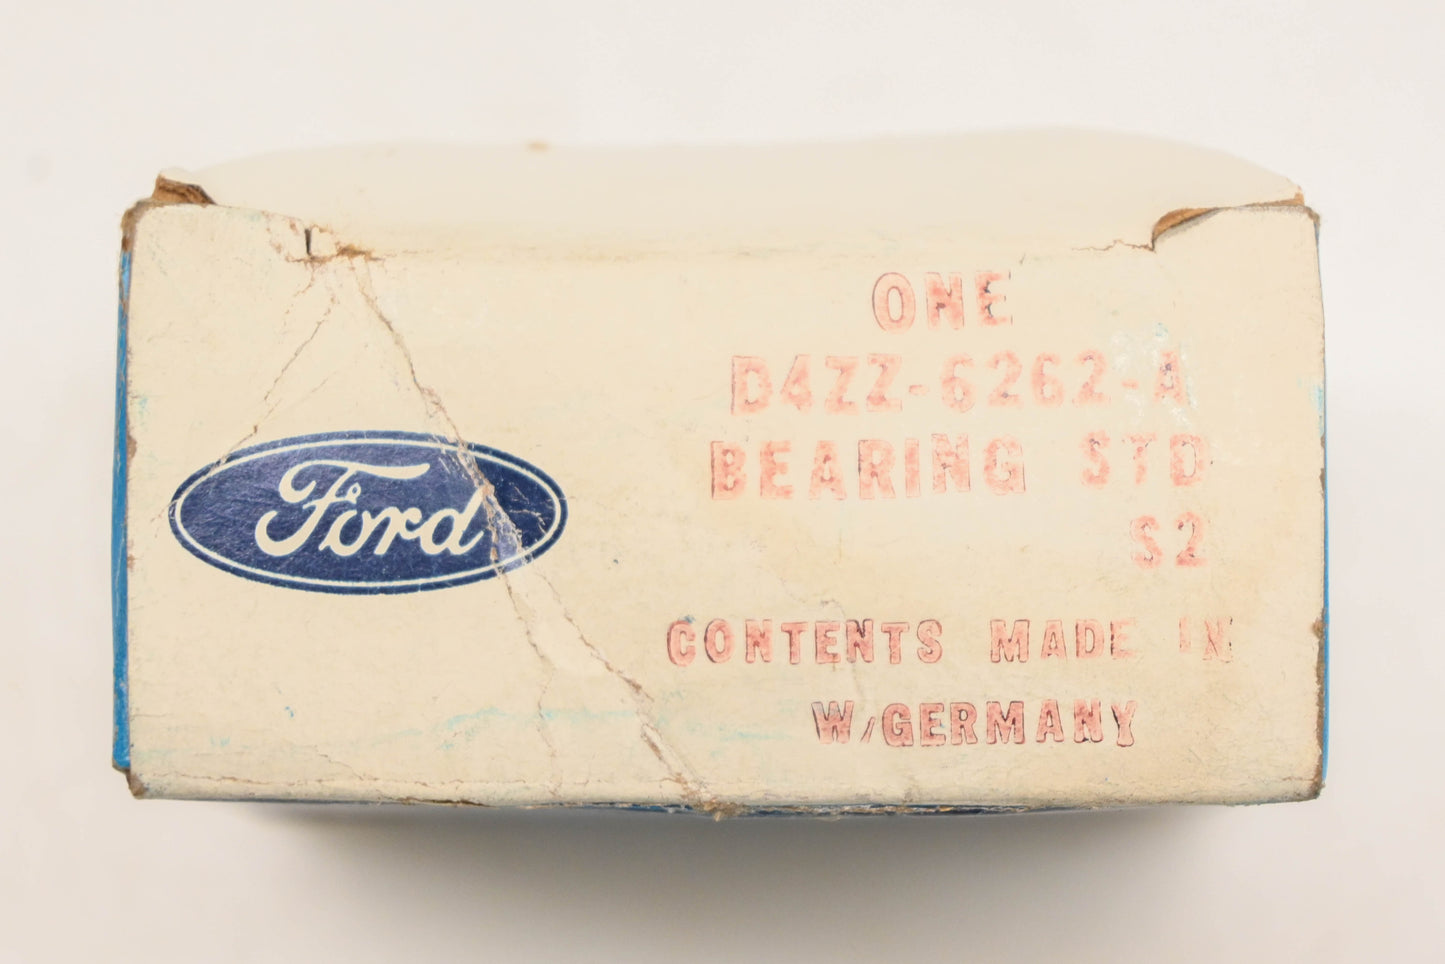 Ford
ONE
D4ZZ-6262-A
BEARING STD
S2
CONTENTS MADE IN
W/GERMANY